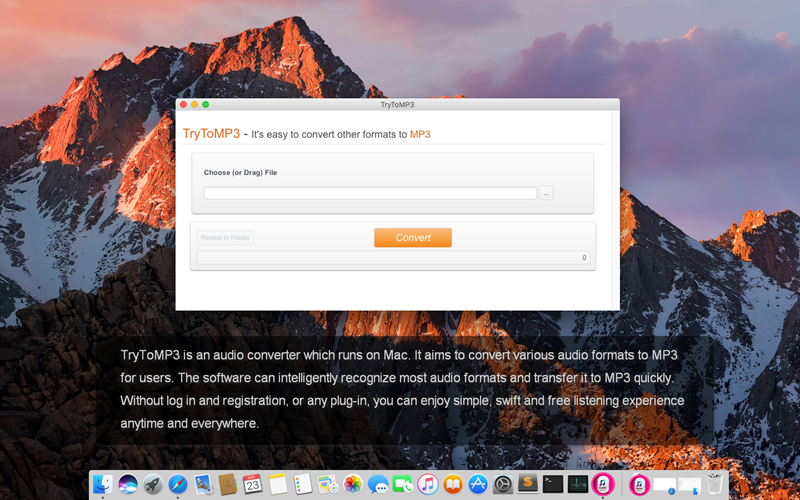 TryToMP3
TryToMP3 - It's easy to convert other formats to MP3
Choose (or Drag) File
...
Reveal in Finder
Convert
0
TryToMP3 is an audio converter which runs on Mac. It aims to convert various audio formats to MP3
for users. The software can intelligently recognize most audio formats and transfer it to MP3 quickly.
Without log in and registration, or any plug-in, you can enjoy simple, swift and free listening experience
anytime and everywhere.
23